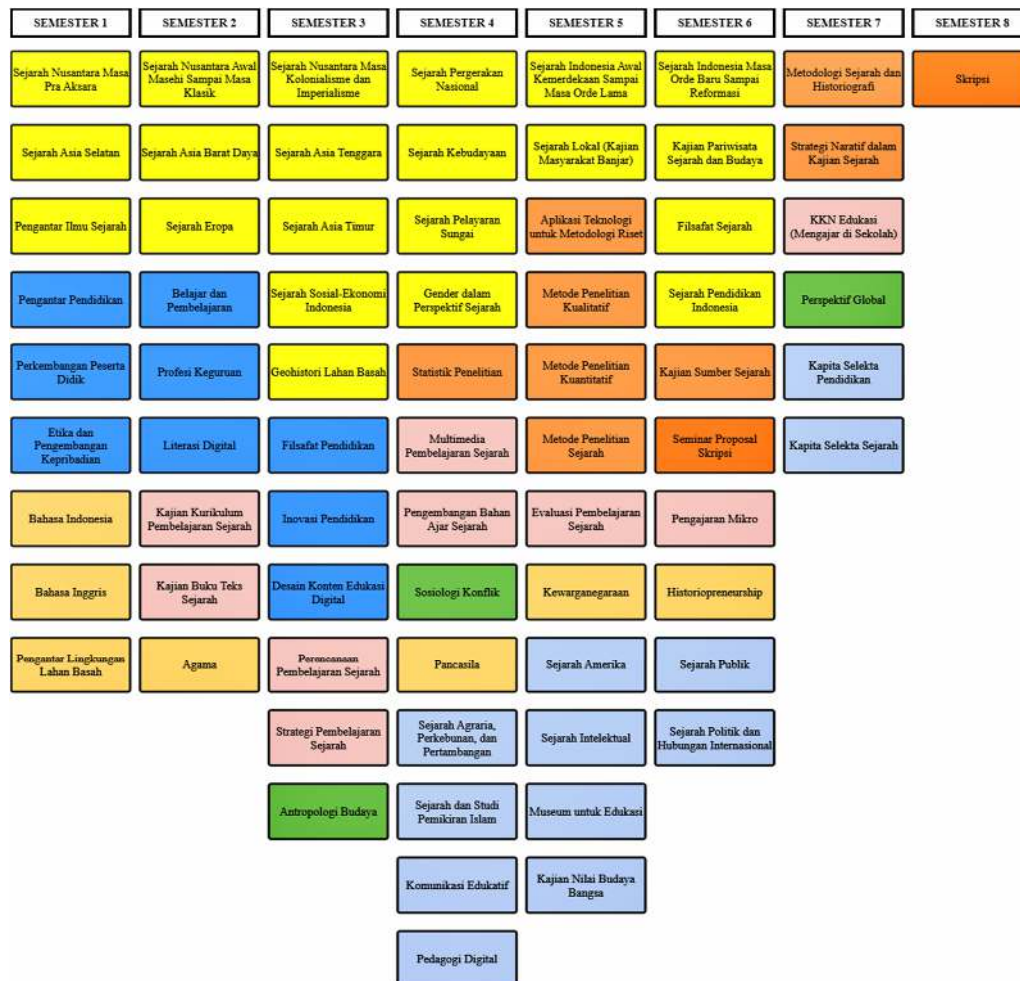 SEMESTER 1
SEMESTER 2
SEMESTER 3
SEMESTER 4
SEMESTER 5
SEMESTER 6
SEMESTER 7
SEMESTER 8
Sejarah Nusantara Masa
Pra Aksara
Sejarah Nusantara Awal
Masehi Sampai Masa
Klasik
Sejarah Nusantara Masa
Kolonialisme dan
Imperialisme
Sejarah Pergerakan
Nasional
Sejarah Indonesia Awal
Kemerdekaan Sampai
Masa Orde Lama
Sejarah Indonesia Masa
Orde Baru Sampai
Reformasi
Metodologi Sejarah dan
Historiografi
Skripsi
Sejarah Asia Selatan
Sejarah Asia Barat Daya
Sejarah Asia Tenggara
Sejarah Kebudayaan
Sejarah Lokal (Kajian
Masyarakat Banjar)
Kajian Pariwisata
Sejarah dan Budaya
Strategi Naratif dalam
Kajian Sejarah
Pengantar Ilmu Sejarah
Sejarah Eropa
Sejarah Asia Timur
Sejarah Pelayaran
Sungai
Aplikasi Teknologi
untuk Metodologi Riset
Filsafat Sejarah
KKN Edukasi
(Mengajar di Sekolah)
Pengantar Pendidikan
Belajar dan
Pembelajaran
Sejarah Sosial-Ekonomi
Indonesia
Gender dalam
Perspektif Sejarah
Metode Penelitian
Kualitatif
Sejarah Pendidikan
Indonesia
Perspektif Global
Perkembangan Peserta
Didik
Profesi Keguruan
Geohistori Lahan Basah
Statistik Penelitian
Metode Penelitian
Kuantitatif
Kajian Sumber Sejarah
Kapita Selekta
Pendidikan
Etika dan
Pengembangan
Kepribadian
Literasi Digital
Filsafat Pendidikan
Multimedia
Pembelajaran Sejarah
Metode Penelitian
Sejarah
Seminar Proposal
Skripsi
Kapita Selekta Sejarah
Bahasa Indonesia
Kajian Kurikulum
Pembelajaran Sejarah
Inovasi Pendidikan
Pengembangan Bahan
Ajar Sejarah
Evaluasi Pembelajaran
Sejarah
Pengajaran Mikro
Bahasa Inggris
Kajian Buku Teks
Sejarah
Desain Konten Edukasi
Digital
Sosiologi Konflik
Kewarganegaraan
Historiopreneurship
Pengantar Lingkungan
Lahan Basah
Agama
Perencanaan
Pembelajaran Sejarah
Pancasila
Sejarah Amerika
Sejarah Publik
Strategi Pembelajaran
Sejarah
Sejarah Agraria,
Perkebunan, dan
Pertambangan
Sejarah Intelektual
Sejarah Politik dan
Hubungan Internasional
Antropologi Budaya
Sejarah dan Studi
Pemikiran Islam
Museum untuk Edukasi
Komunikasi Edukatif
Kajian Nilai Budaya
Bangsa
Pedagogi Digital